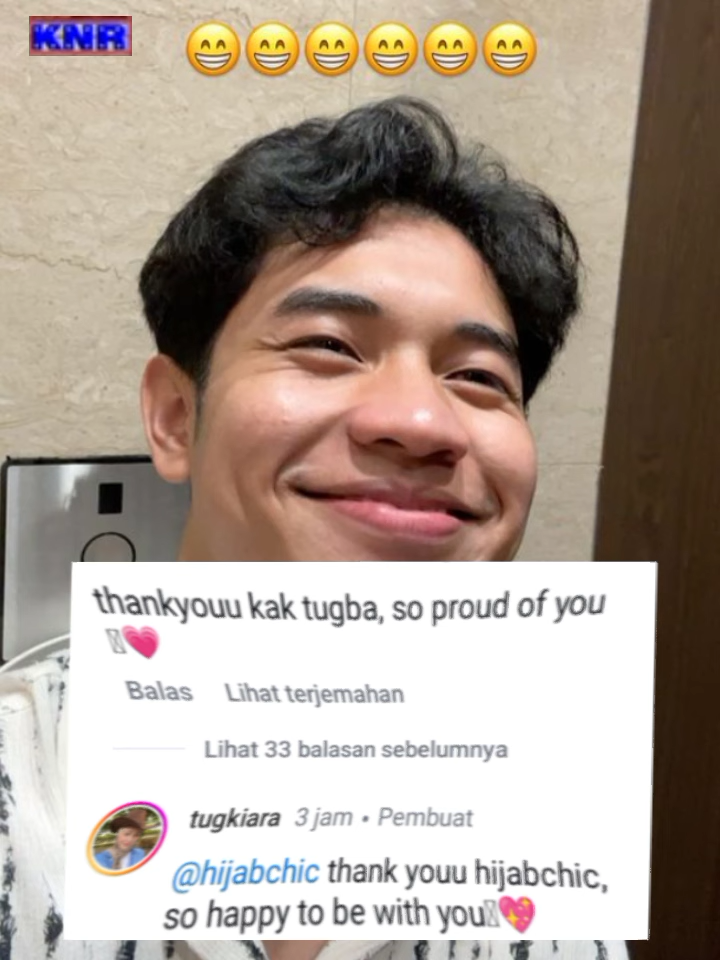 KNR
😁😁😁😁😁😁
thankyouu kak tugba, so proud of you
💗
Balas Lihat terjemahan
Lihat 33 balasan sebelumnya
tugkiara 3 jam • Pembuat
@hijabchic thank youu hijabchic,
so happy to be with you💖